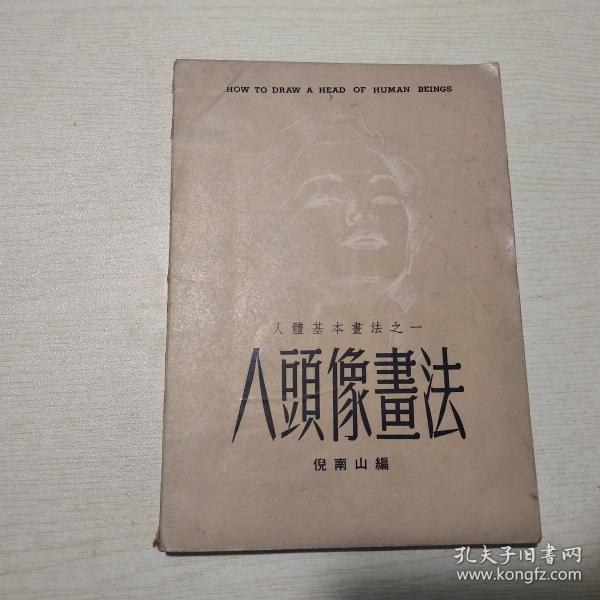 HOW TO DRAW A HEAD OF HUMAN BEINGS
人體基本畫法之一
人頭像畫法
倪南山編
孔夫子旧书网
www.kongfz.com